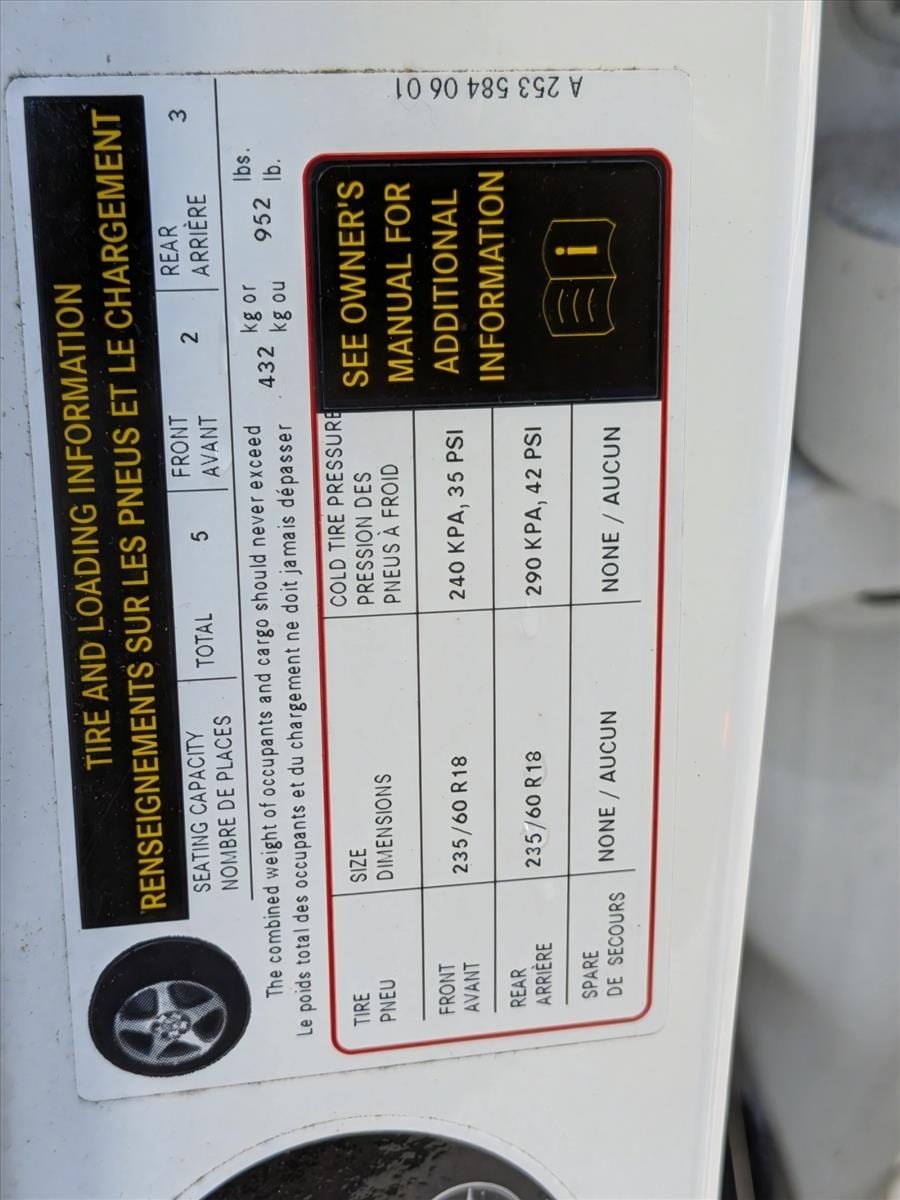 TIRE AND LOADING INFORMATION
RENSEIGNEMENTS SUR LES PNEUS ET LE CHARGEMENT
SEATING CAPACITY
NOMBRE DE PLACES
TOTAL 5
FRONT
AVANT
2
REAR
ARRIÈRE
3
The combined weight of occupants and cargo should never exceed
Le poids total des occupants et du chargement ne doit jamais dépasser
432
kg or
kg ou
952
lbs.
lb.
TIRE
PNEU
SIZE
DIMENSIONS
COLD TIRE PRESSURE
PRESSION DES
PNEUS À FROID
FRONT
AVANT
235/60 R18
240 KPA, 35 PSI
REAR
ARRIÈRE
235/60 R18
290 KPA, 42 PSI
SPARE
DE SECOURS
NONE / AUCUN
NONE / AUCUN
SEE OWNER'S
MANUAL FOR
ADDITIONAL
INFORMATION
i
A 253 584 06 01